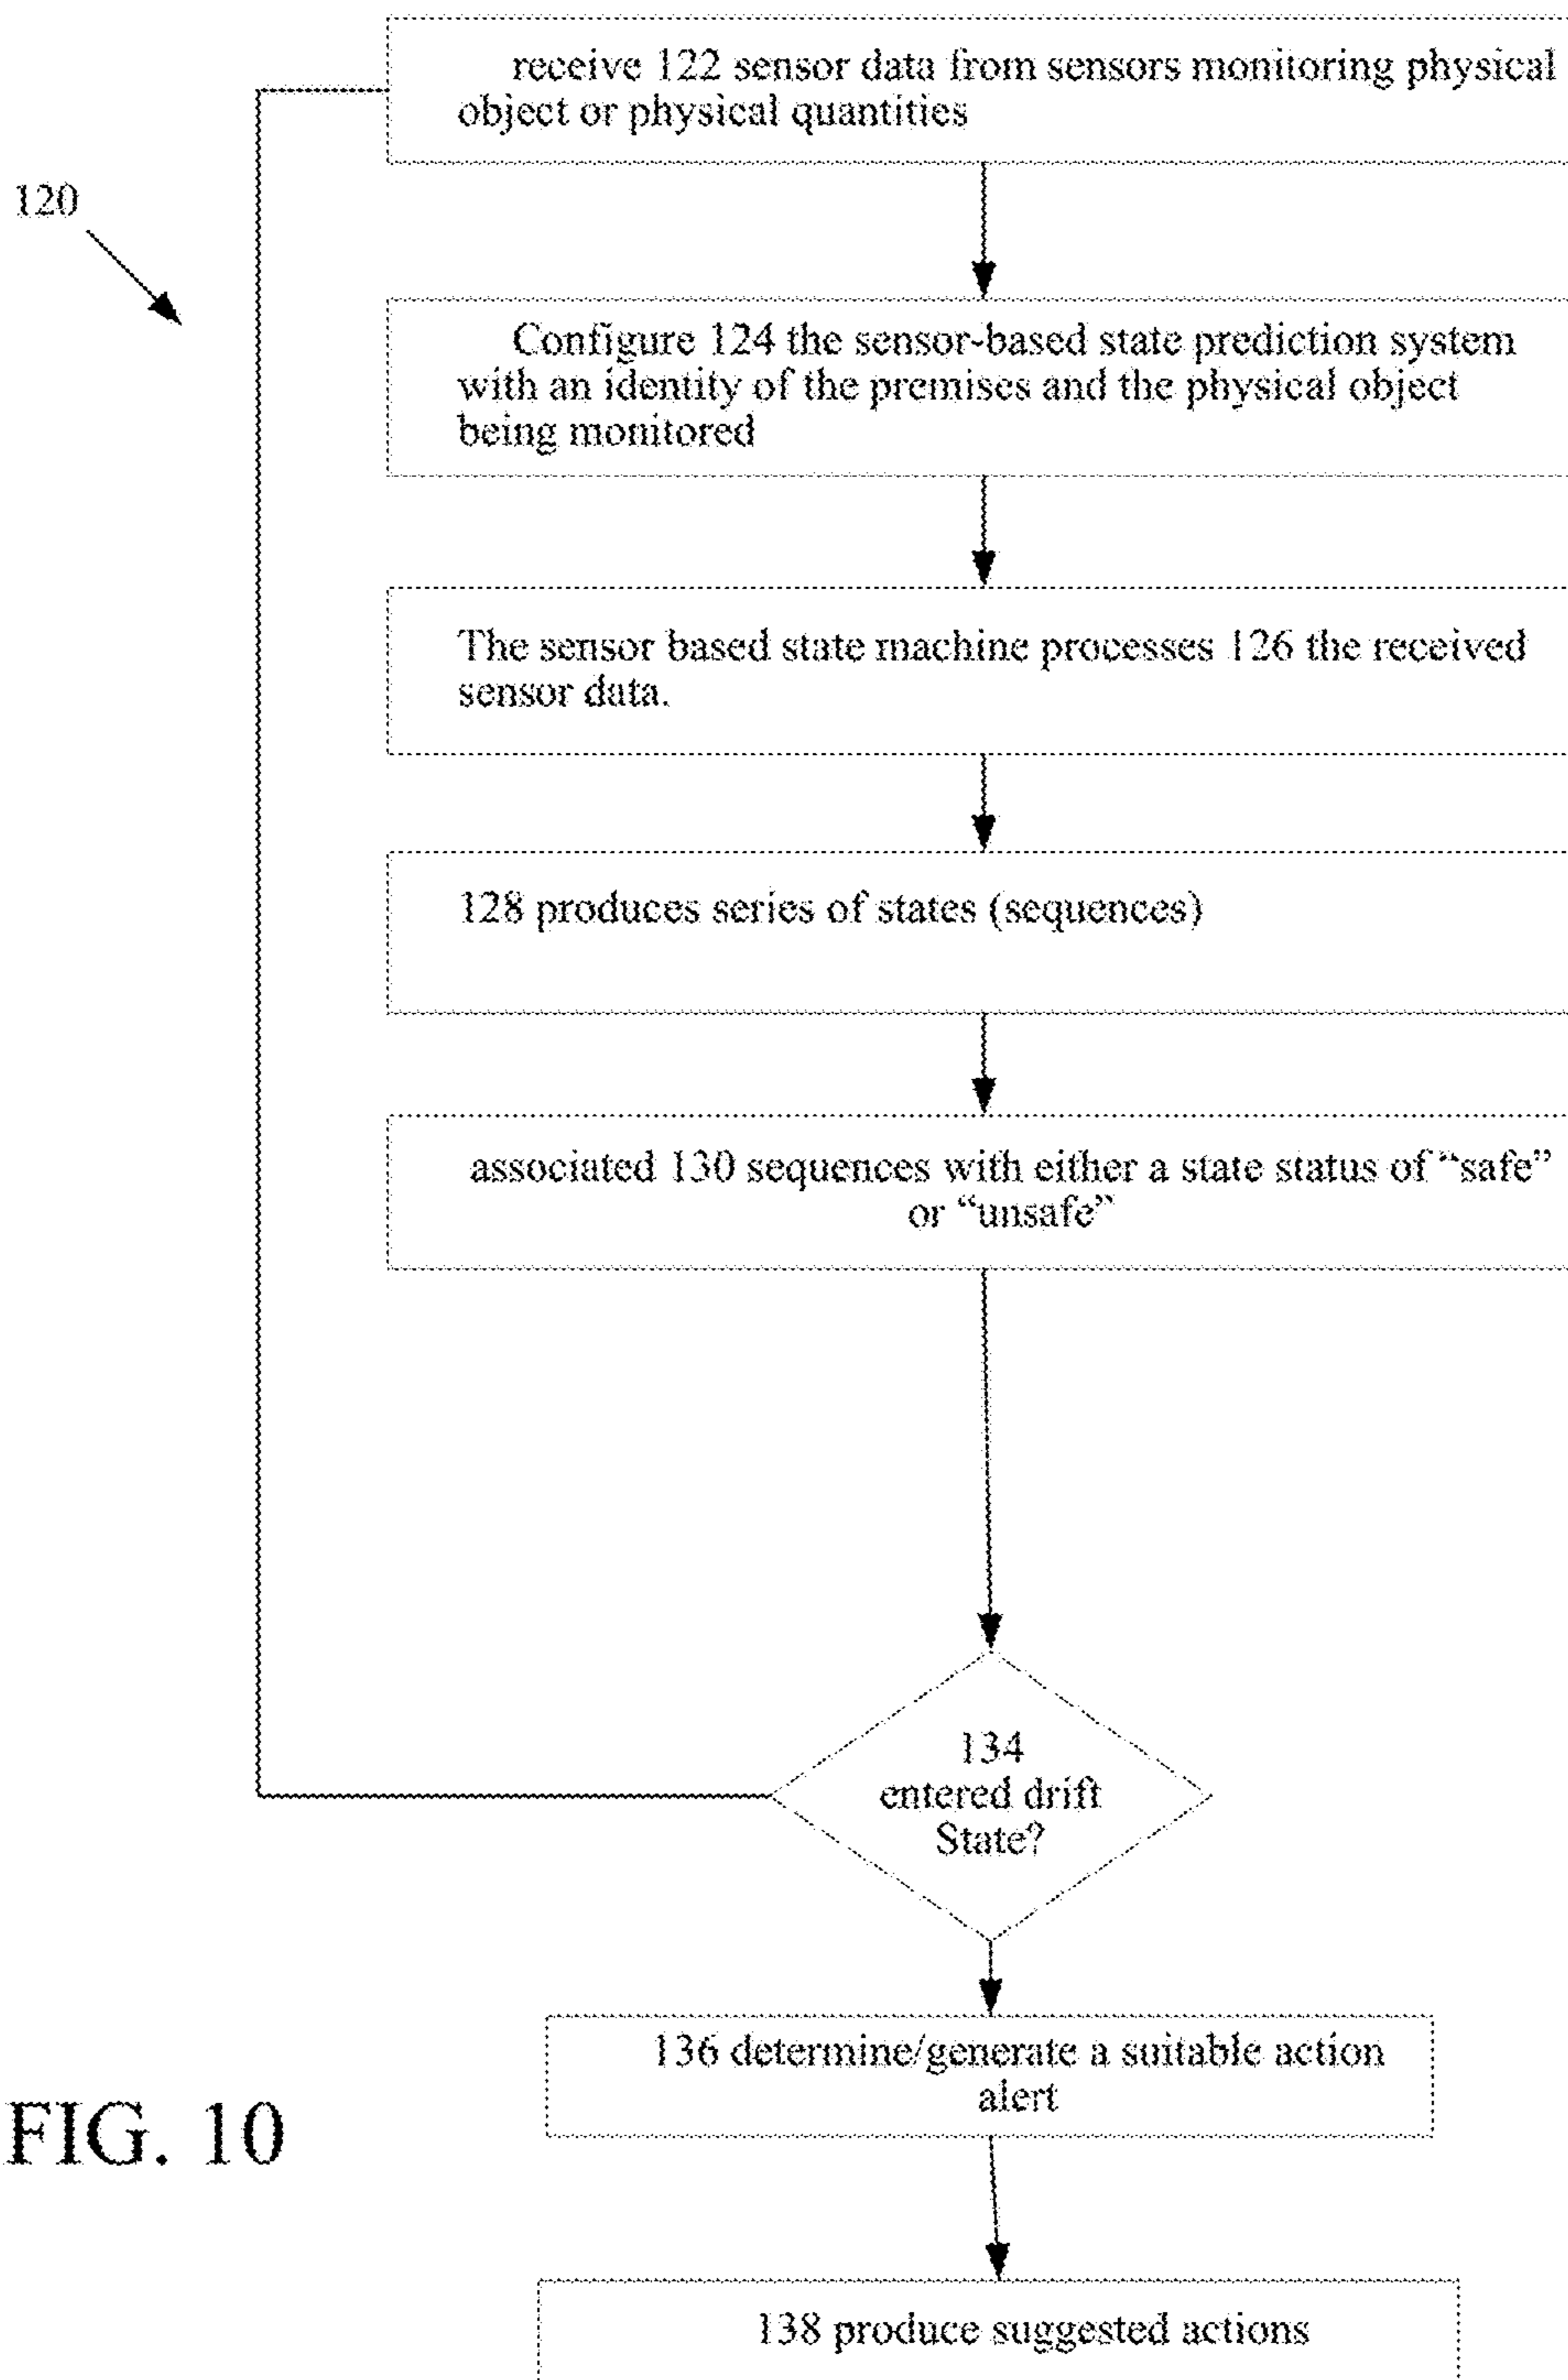 receive 122 sensor data from sensors monitoring physical
object or physical quantities
120
Configure 124 the sensor-based state prediction system
with an identity of the premises and the physical object
being monitored
The sensor based state machine processes 126 the received
sensor data.
128 produces series of states (sequences)
associated 130 sequences with either a state status of “safe”
or “unsafe”
134
entered drift
State?
136 determine/generate a suitable action
alert
FIG. 10
138 produce suggested actions